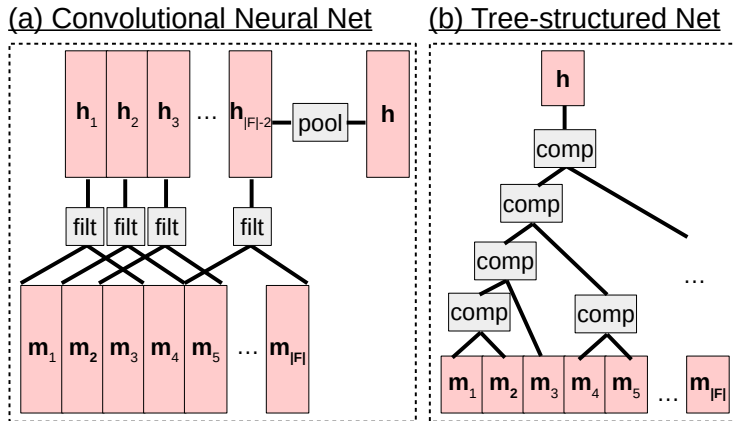 (a) Convolutional Neural Net
(b) Tree-structured Net
h₁ h₂ h₃ ... h|F|-2 pool h
filt filt filt filt
m₁ m₂ m₃ m₄ m₅ ... m|F|
h
comp
comp
comp
...
comp comp
m₁ m₂ m₃ m₄ m₅ ... m|F|